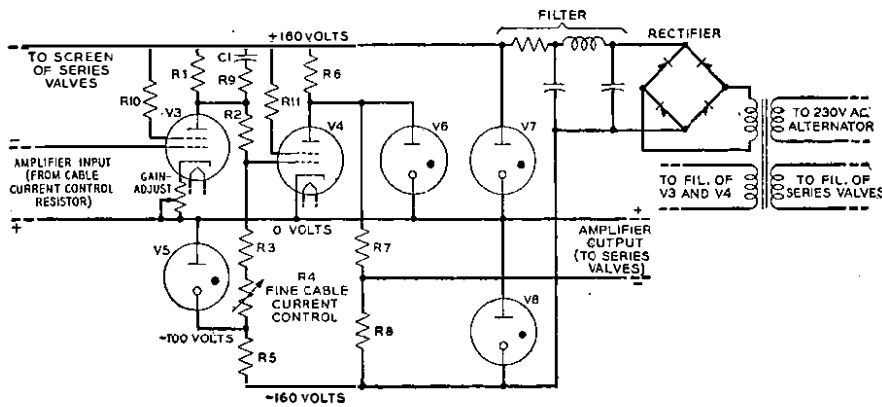 FILTER
RECTIFIER
+160 VOLTS
TO SCREEN
OF SERIES
VALVES
R1
C1
R9
R6
R10
V3
R2
R11
V4
V6
V7
TO 230V AC
ALTERNATOR
AMPLIFIER INPUT
(FROM CABLE
CURRENT CONTROL
RESISTOR)
GAIN-
ADJUST
TO FIL. OF
V3 AND V4
TO FIL. OF
SERIES VALVES
0 VOLTS
AMPLIFIER
OUTPUT
(TO SERIES
VALVES)
V5
R3
R7
R4
FINE CABLE
CURRENT
CONTROL
V8
-100 VOLTS
R5
R8
-160 VOLTS